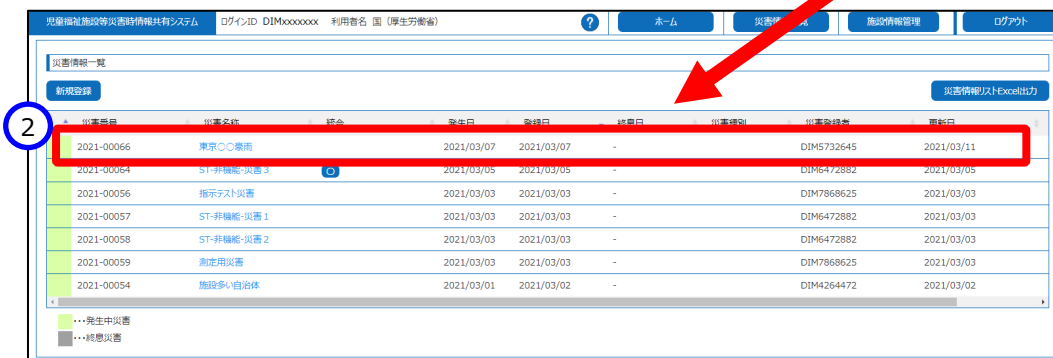 児童福祉施設等災害時情報共有システム ログインID DIMxxxxxxx 利用者名 国（厚生労働省） ? ホーム 災害情報一覧 施設情報管理 ログアウト
災害情報一覧
新規登録 災害情報リストExcel出力
2 災害番号 災害名称 統合 発生日 登録日 終息日 災害種別 災害登録者 更新日
2021-00066 東京〇〇豪雨 2021/03/07 2021/03/07 - DIM5732645 2021/03/11
2021-00064 ST-非機能-災害3 〇 2021/03/05 2021/03/05 - DIM6472882 2021/03/05
2021-00056 指示テスト災害 2021/03/03 2021/03/03 - DIM7868625 2021/03/03
2021-00057 ST-非機能-災害1 2021/03/03 2021/03/03 - DIM6472882 2021/03/03
2021-00058 ST-非機能-災害2 2021/03/03 2021/03/03 - DIM6472882 2021/03/03
2021-00059 測定用災害 2021/03/03 2021/03/03 - DIM7868625 2021/03/03
2021-00054 施設多い自治体 2021/03/01 2021/03/02 - DIM4264472 2021/03/02
･･･発生中災害
･･･終息災害